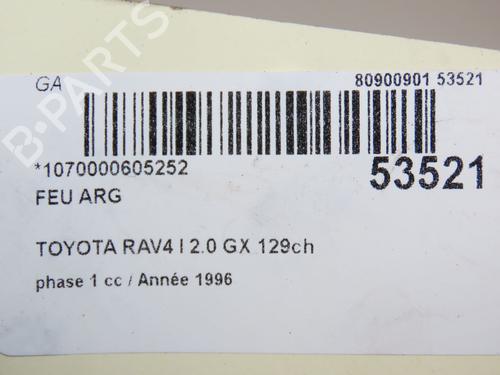 B-PARTS
GA
80900901 53521
*1070000605252
53521
FEU ARG
TOYOTA RAV4 I 2.0 GX 129ch
phase 1 cc / Année 1996